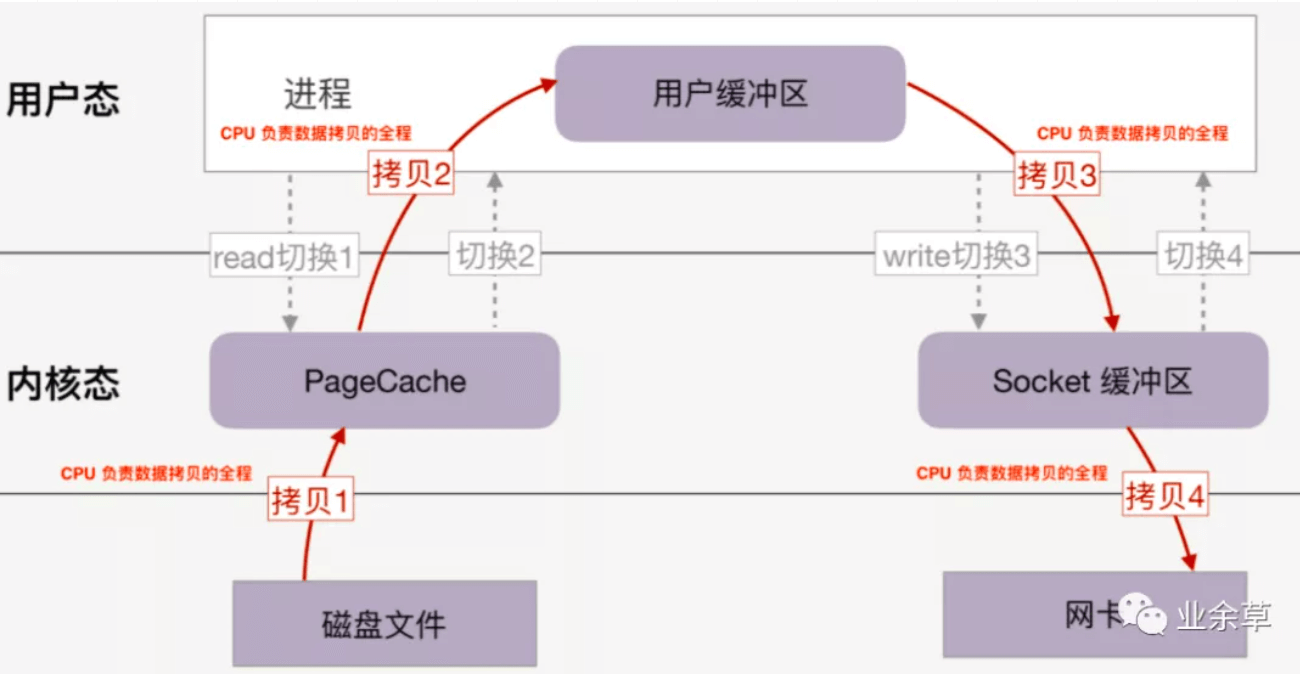 用户态
进程
用户缓冲区
CPU 负责数据拷贝的全程
CPU 负责数据拷贝的全程
拷贝2
拷贝3
read切换1
切换2
write切换3
切换4
内核态
PageCache
Socket 缓冲区
CPU 负责数据拷贝的全程
CPU 负责数据拷贝的全程
拷贝1
拷贝4
磁盘文件
网卡
业余草